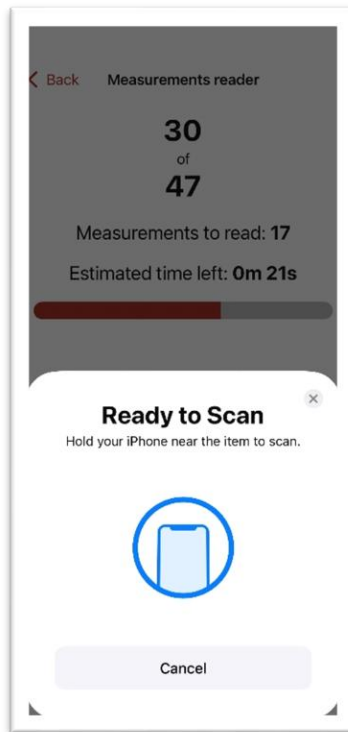 Back Measurements reader
30
of
47
Measurements to read: 17
Estimated time left: 0m 21s
Ready to Scan
Hold your iPhone near the item to scan.
Cancel